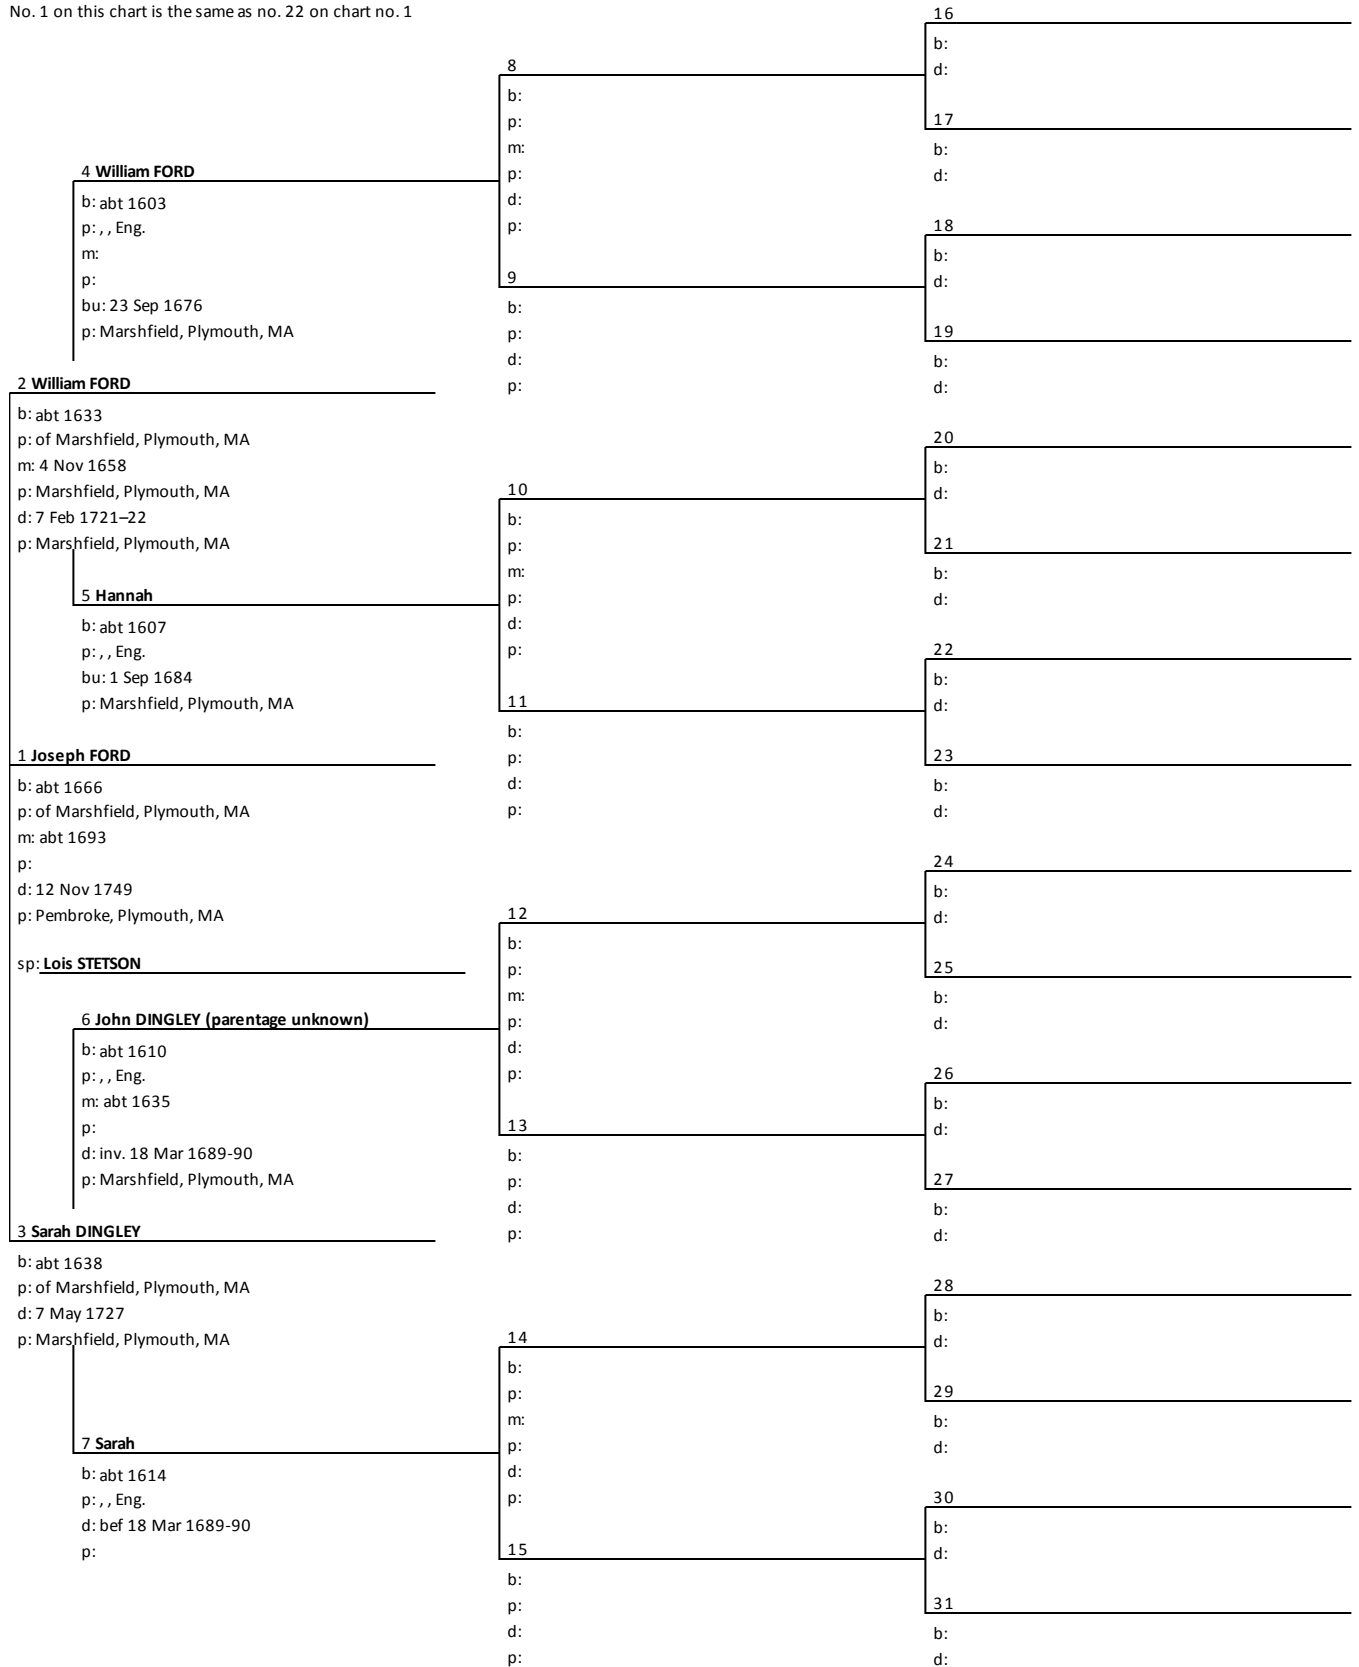 No. 1 on this chart is the same as no. 22 on chart no. 1
4 William FORD
b: abt 1603
p: , , Eng.
m:
p:
bu: 23 Sep 1676
p: Marshfield, Plymouth, MA
2 William FORD
b: abt 1633
p: of Marshfield, Plymouth, MA
m: 4 Nov 1658
p: Marshfield, Plymouth, MA
d: 7 Feb 1721–22
p: Marshfield, Plymouth, MA
5 Hannah
b: abt 1607
p: , , Eng.
bu: 1 Sep 1684
p: Marshfield, Plymouth, MA
1 Joseph FORD
b: abt 1666
p: of Marshfield, Plymouth, MA
m: abt 1693
p:
d: 12 Nov 1749
p: Pembroke, Plymouth, MA
sp: Lois STETSON
6 John DINGLEY (parentage unknown)
b: abt 1610
p: , , Eng.
m: abt 1635
p:
d: inv. 18 Mar 1689-90
p: Marshfield, Plymouth, MA
3 Sarah DINGLEY
b: abt 1638
p: of Marshfield, Plymouth, MA
d: 7 May 1727
p: Marshfield, Plymouth, MA
7 Sarah
b: abt 1614
p: , , Eng.
d: bef 18 Mar 1689-90
p:
8
b:
p:
m:
p:
d:
p:
9
b:
p:
d:
p:
10
b:
p:
m:
p:
d:
p:
11
b:
p:
d:
p:
12
b:
p:
m:
p:
d:
p:
13
b:
p:
d:
p:
14
b:
p:
m:
p:
d:
p:
15
b:
p:
d:
p:
16
b:
d:
17
b:
d:
18
b:
d:
19
b:
d:
20
b:
d:
21
b:
d:
22
b:
d:
23
b:
d:
24
b:
d:
25
b:
d:
26
b:
d:
27
b:
d:
28
b:
d:
29
b:
d:
30
b:
d:
31
b:
d: